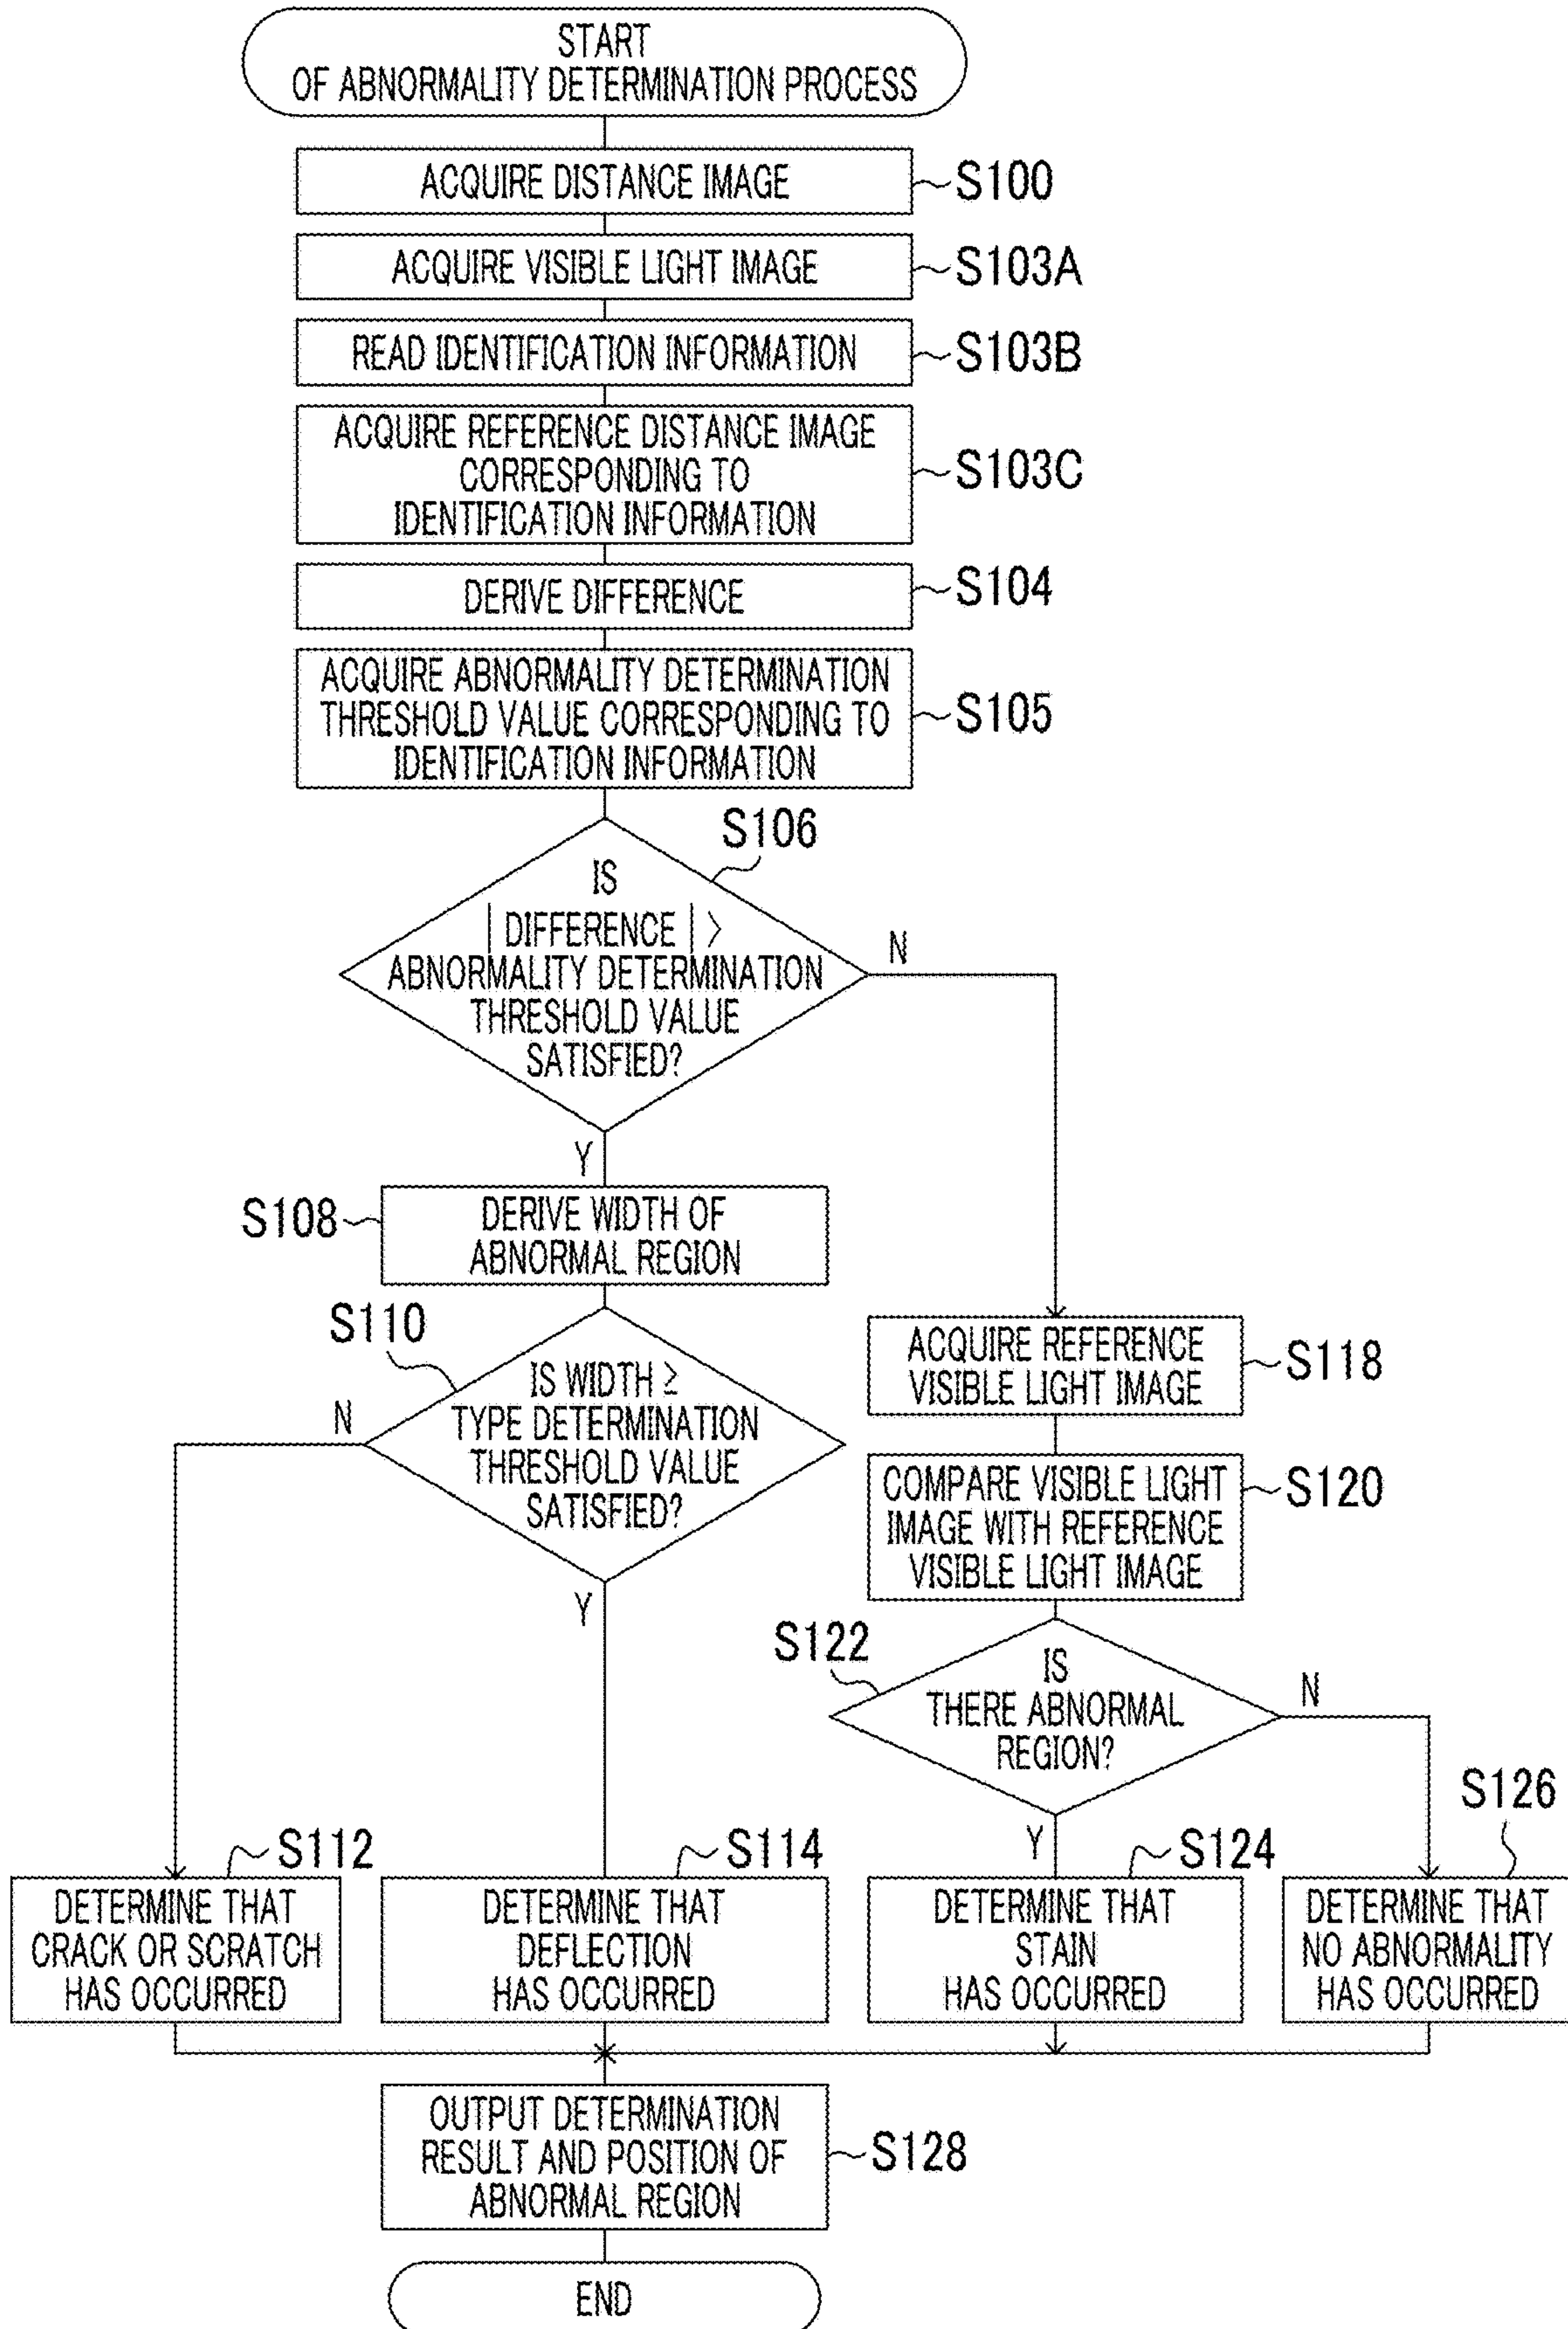 START
OF ABNORMALITY DETERMINATION PROCESS
ACQUIRE DISTANCE IMAGE
S100
ACQUIRE VISIBLE LIGHT IMAGE
S103A
READ IDENTIFICATION INFORMATION
S103B
ACQUIRE REFERENCE DISTANCE IMAGE
CORRESPONDING TO
IDENTIFICATION INFORMATION
S103C
DERIVE DIFFERENCE
S104
ACQUIRE ABNORMALITY DETERMINATION
THRESHOLD VALUE CORRESPONDING TO
IDENTIFICATION INFORMATION
S105
S106
IS
| DIFFERENCE | >
ABNORMALITY DETERMINATION
THRESHOLD VALUE
SATISFIED?
N
Y
S108
DERIVE WIDTH OF
ABNORMAL REGION
S110
IS WIDTH ≥
TYPE DETERMINATION
THRESHOLD VALUE
SATISFIED?
N
Y
ACQUIRE REFERENCE
VISIBLE LIGHT IMAGE
S118
COMPARE VISIBLE LIGHT
IMAGE WITH REFERENCE
VISIBLE LIGHT IMAGE
S120
S122
IS
THERE ABNORMAL
REGION?
N
Y
S112
DETERMINE THAT
CRACK OR SCRATCH
HAS OCCURRED
S114
DETERMINE THAT
DEFLECTION
HAS OCCURRED
S124
DETERMINE THAT
STAIN
HAS OCCURRED
S126
DETERMINE THAT
NO ABNORMALITY
HAS OCCURRED
OUTPUT DETERMINATION
RESULT AND POSITION OF
ABNORMAL REGION
S128
END